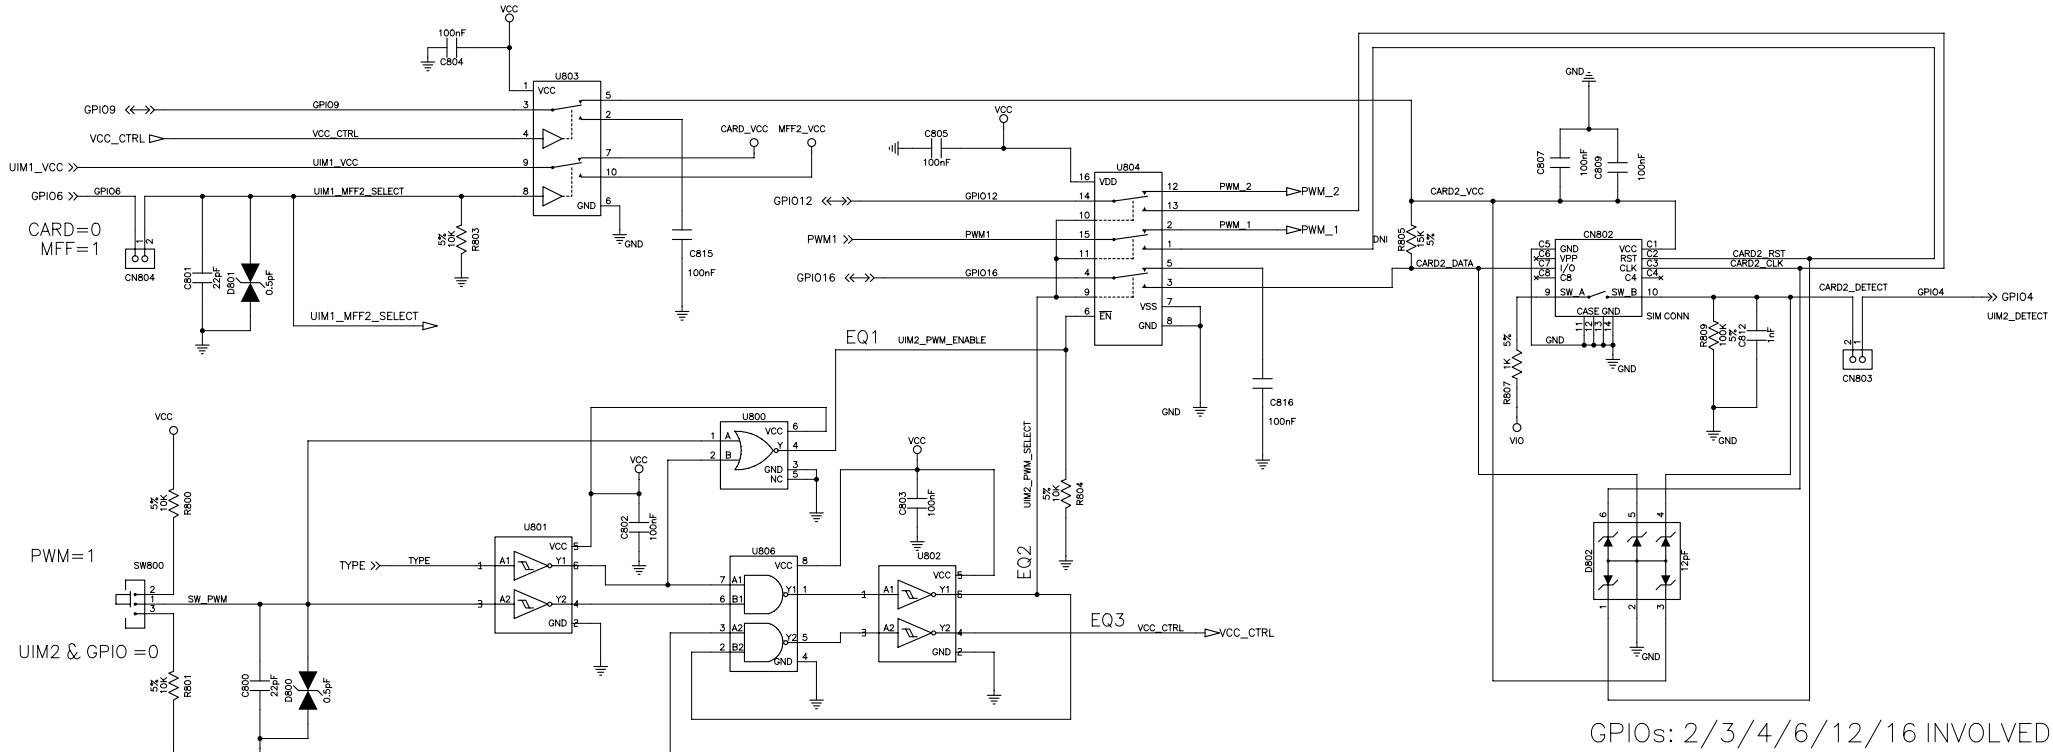 VCC
100nF
C804
U803
1
VCC
GPIO9
GPIO9
3
5
2
VCC_CTRL
VCC_CTRL
4
UIM1_VCC
UIM1_VCC
9
7
10
CARD_VCC
MFF2_VCC
GPIO6
GPIO6
UIM1_MFF2_SELECT
8
GND
6
GND
CARD=0
MFF=1
1
2
CN804
C801
22pF
D801
0.5pF
5%
10K
R803
UIM1_MFF2_SELECT
C815
100nF
VCC
C805
100nF
U804
16
VDD
GPIO12
GPIO12
14
12
PWM_2
PWM_2
13
10
PWM1
PWM1
15
2
PWM_1
PWM_1
1
11
GPIO16
GPIO16
4
5
3
9
VSS
7
6
EN
GND
8
GND
C816
100nF
GND
C807
100nF
C809
100nF
CARD2_VCC
DNI
R805
15K
5%
CARD2_DATA
CN802
C5
GND
VCC
C1
C6
VPP
RST
C2
C7
I/O
CLK
C3
C8
C8
C4
C4
9
SW_A
SW_B
10
CASE GND
11
12
13
14
SIM CONN
GND
GND
CARD2_RST
CARD2_CLK
CARD2_DETECT
GPIO4
GPIO4
UIM2_DETECT
5%
1K
R807
VIO
R809
100K
5%
C812
1nF
GND
2
1
CN803
EQ1
UIM2_PWM_ENABLE
UIM2_PWM_SELECT
EQ2
5%
10K
R804
VCC
5%
10K
R800
PWM=1
SW800
2
1
3
SW_PWM
UIM2 & GPIO =0
5%
10K
R801
C800
22pF
D800
0.5pF
U800
1
A
VCC
6
Y
4
2
B
GND
3
NC
5
VCC
C802
100nF
U801
VCC
5
TYPE
TYPE
1
A1
Y1
6
3
A2
Y2
4
GND
2
VCC
C803
100nF
U806
VCC
8
7
A1
6
B1
Y1
1
3
A2
2
B2
Y2
5
GND
4
U802
VCC
5
1
A1
Y1
6
3
A2
Y2
4
GND
2
EQ3
VCC_CTRL
VCC_CTRL
6
5
4
D802
12pF
1
2
3
GND
GPIOs: 2/3/4/6/12/16 INVOLVED